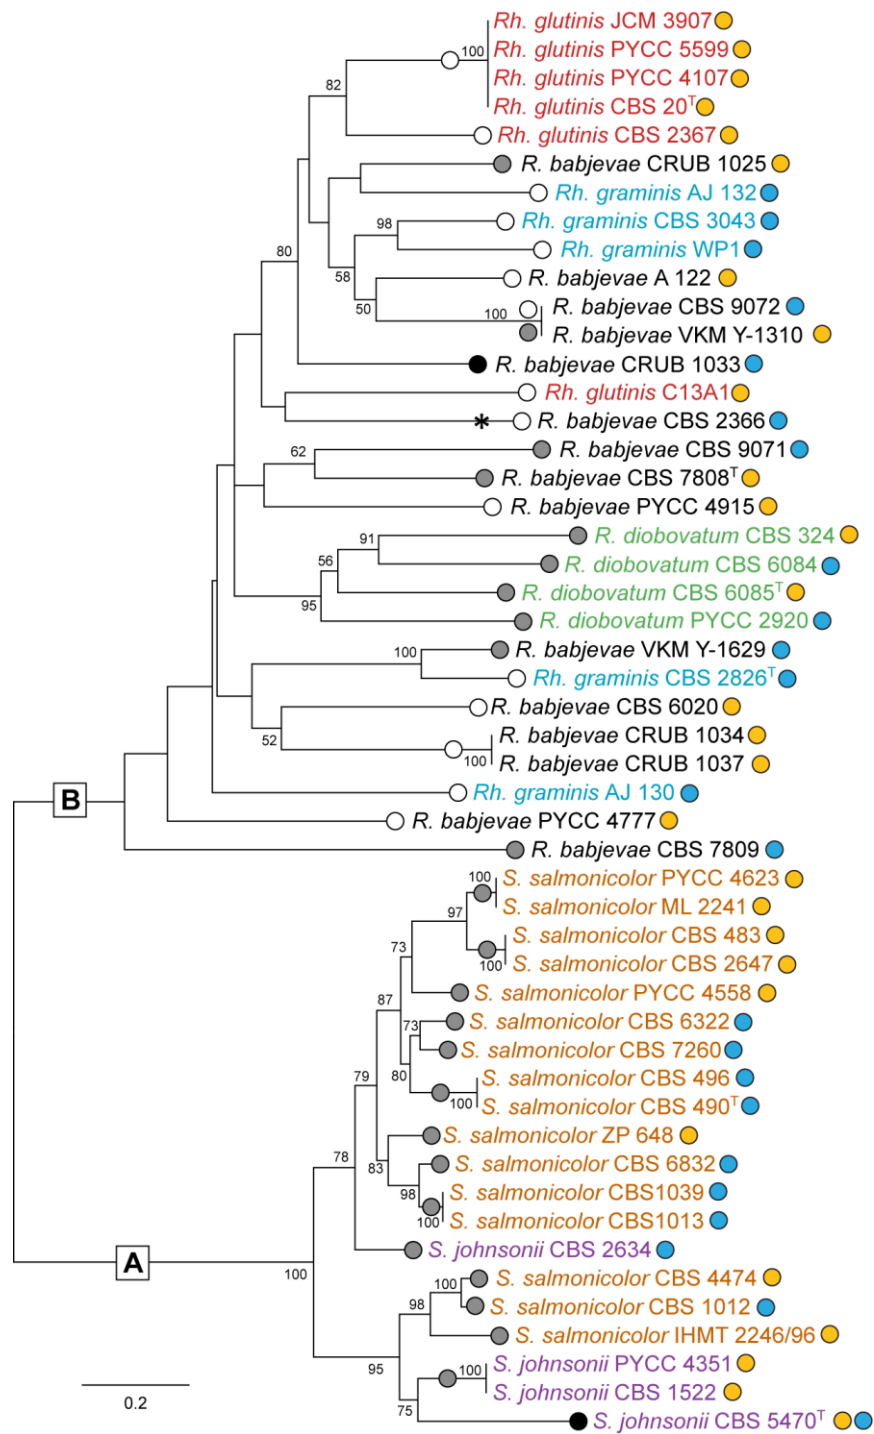 Rh. glutinis JCM 3907
100
Rh. glutinis PYCC 5599
Rh. glutinis PYCC 4107
82
Rh. glutinis CBS 20T
Rh. glutinis CBS 2367
R. babjevae CRUB 1025
Rh. graminis AJ 132
98
Rh. graminis CBS 3043
80
Rh. graminis WP1
58
R. babjevae A 122
50
R. babjevae CBS 9072
100
R. babjevae VKM Y-1310
R. babjevae CRUB 1033
Rh. glutinis C13A1
*
R. babjevae CBS 2366
62
R. babjevae CBS 9071
R. babjevae CBS 7808T
R. babjevae PYCC 4915
91
R. diobovatum CBS 324
56
R. diobovatum CBS 6084
R. diobovatum CBS 6085T
95
R. diobovatum PYCC 2920
100
R. babjevae VKM Y-1629
Rh. graminis CBS 2826T
R. babjevae CBS 6020
52
R. babjevae CRUB 1034
100
R. babjevae CRUB 1037
Rh. graminis AJ 130
B
R. babjevae PYCC 4777
R. babjevae CBS 7809
100
S. salmonicolor PYCC 4623
97
S. salmonicolor ML 2241
73
S. salmonicolor CBS 483
100
S. salmonicolor CBS 2647
S. salmonicolor PYCC 4558
87
73
S. salmonicolor CBS 6322
S. salmonicolor CBS 7260
79
80
S. salmonicolor CBS 496
100
S. salmonicolor CBS 490T
S. salmonicolor ZP 648
78
83
S. salmonicolor CBS 6832
98
S. salmonicolor CBS1039
100
S. salmonicolor CBS1013
S. johnsonii CBS 2634
A
100
100
S. salmonicolor CBS 4474
98
S. salmonicolor CBS 1012
S. salmonicolor IHMT 2246/96
95
100
S. johnsonii PYCC 4351
S. johnsonii CBS 1522
75
S. johnsonii CBS 5470T
0.2